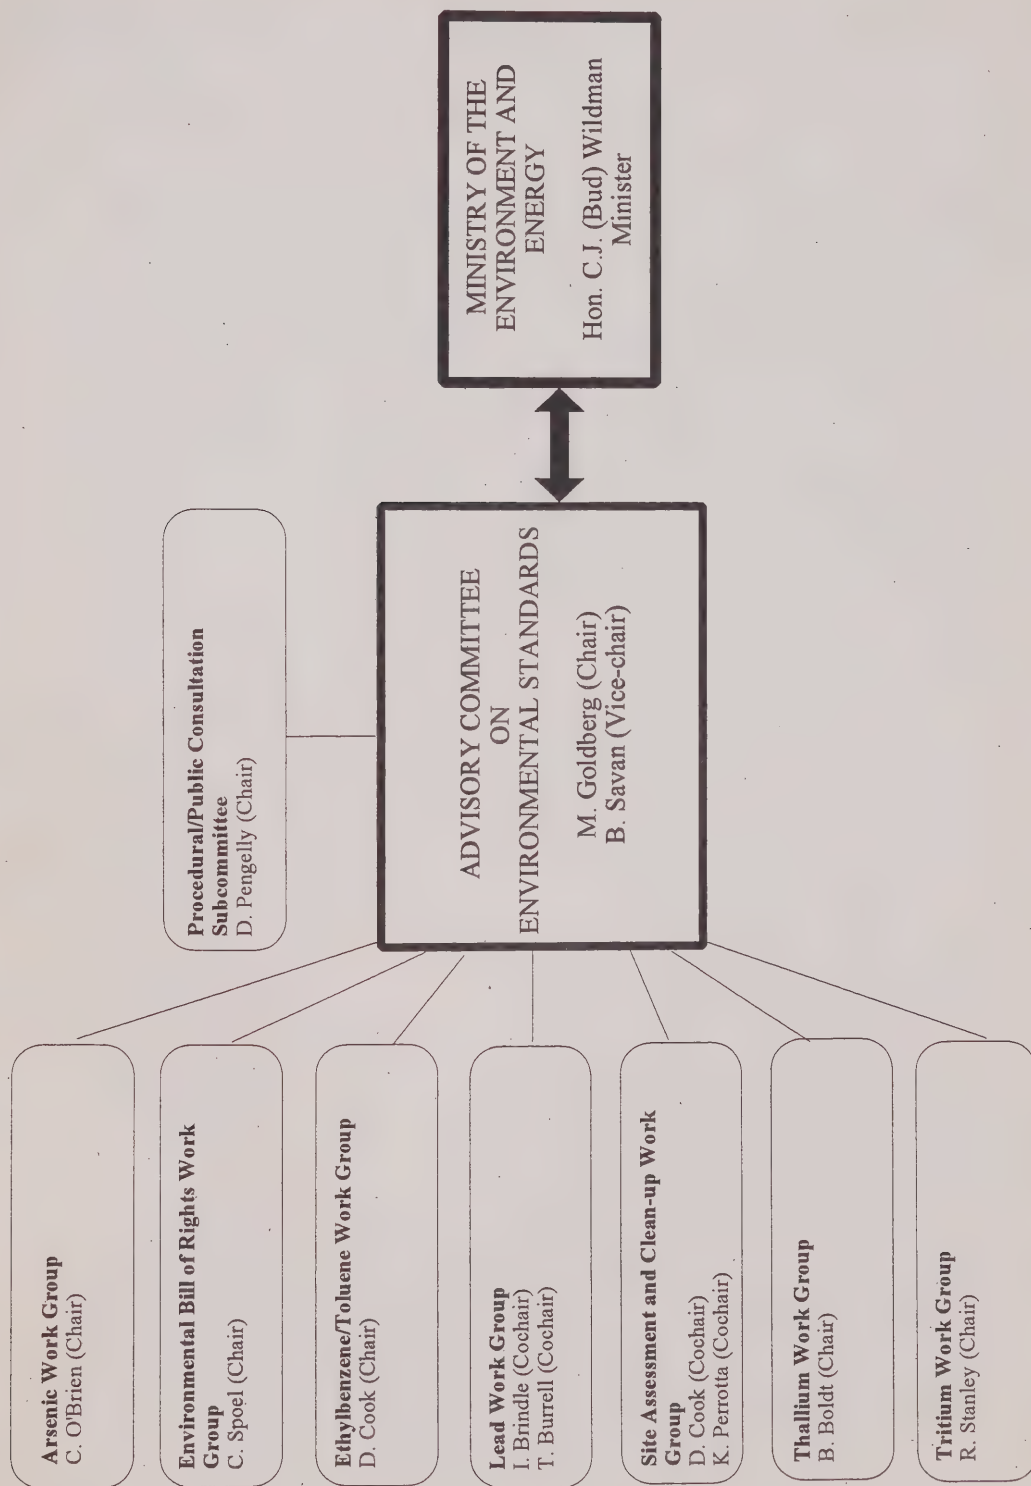 MINISTRY OF THE
ENVIRONMENT AND
ENERGY
Hon. C.J. (Bud) Wildman
Minister
Procedural/Public Consultation
Subcommittee
D. Pengelly (Chair)
ADVISORY COMMITTEE
ON
ENVIRONMENTAL STANDARDS
M. Goldberg (Chair)
B. Savan (Vice-chair)
Arsenic Work Group
C. O'Brien (Chair)
Environmental Bill of Rights Work
Group
C. Spoel (Chair)
Ethylbenzene/Toluene Work Group
D. Cook (Chair)
Lead Work Group
I. Brindle (Cochair)
T. Burrell (Cochair)
Site Assessment and Clean-up Work
Group
D. Cook (Cochair)
K. Perrotta (Cochair)
Thallium Work Group
B. Boldt (Chair)
Tritium Work Group
R. Stanley (Chair)